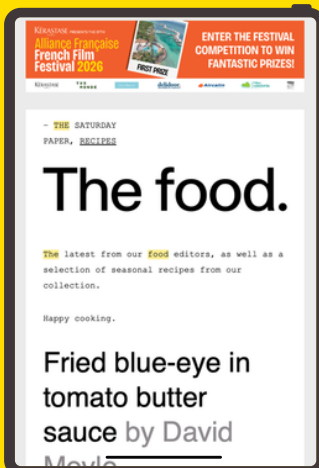 KÉRASTASE PRESENTS THE 37TH
Alliance Française
French Film
Festival 2026
FIRST PRIZE
ENTER THE FESTIVAL
COMPETITION TO WIN
FANTASTIC PRIZES!
KÉRASTASE
— THE SATURDAY
PAPER, RECIPES
The food.
The latest from our food editors, as well as a
selection of seasonal recipes from our
collection.
Happy cooking.
Fried blue-eye in
tomato butter
sauce by David
Moyle